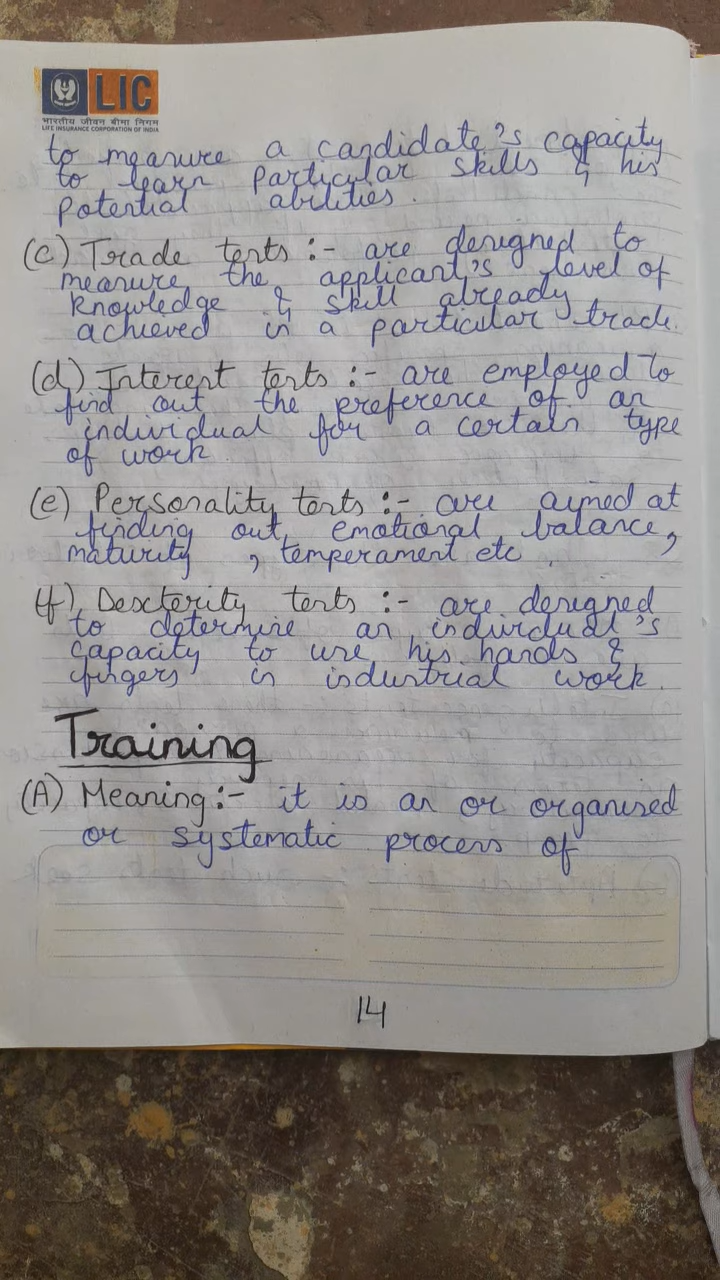 LIC
भारतीय जीवन बीमा निगम
LIFE INSURANCE CORPORATION OF INDIA
to measure a candidate's capacity
to learn particular skills & his
potential abilities.
(c) Trade tests :- are designed to
measure the applicant's level of
knowledge & skill already
achieved in a particular trade.
(d) Interest tests :- are employed to
find out the preference of an
individual for a certain type
of work
(e) Personality tests :- are aimed at
finding out emotional balance,
maturity, temperament etc.
(f) Dexterity tests :- are designed
to determine an individual's
capacity to use his hands &
fingers in industrial work.
Training
(A) Meaning :- it is an or organised
or systematic process of
14